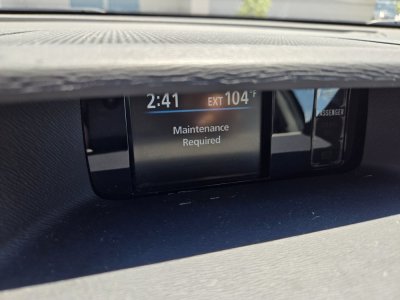 2:41 EXT 104°F
Maintenance
Required
PASSENGER